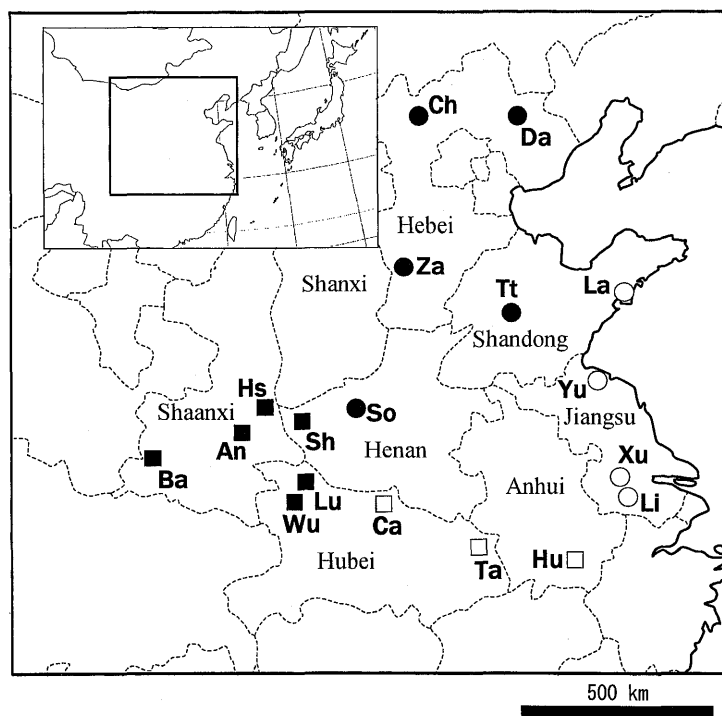 Ch
Da
Hebei
Za
Shanxi
La
Tt
Shandong
Yu
Jiangsu
Hs
Shaanxi
So
Sh
An
Henan
Ba
Xu
Anhui
Li
Lu
Wu
Ca
Hubei
Ta
Hu
500 km